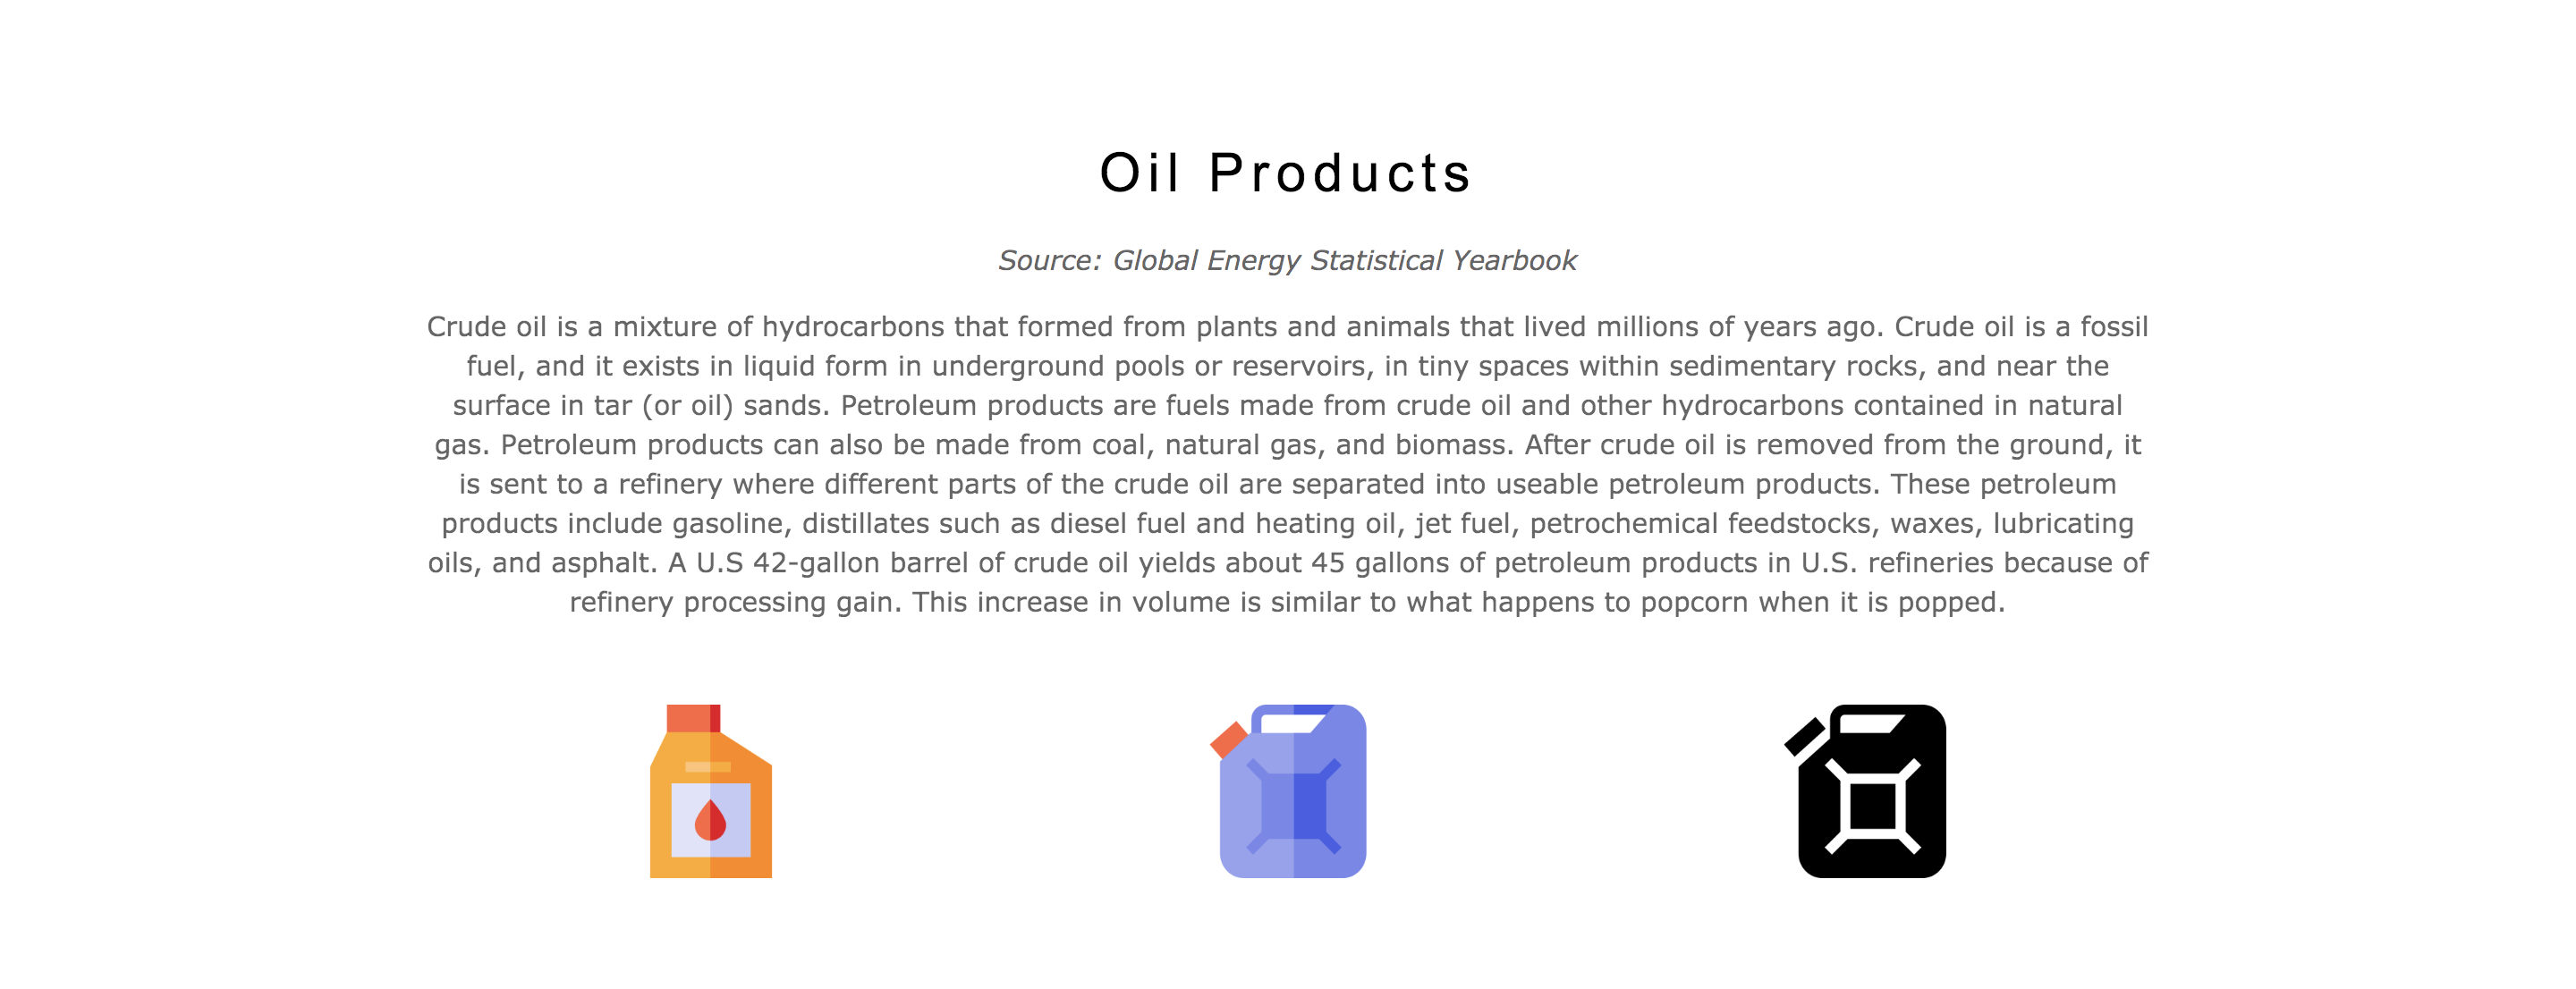 Oil Products
Source: Global Energy Statistical Yearbook
Crude oil is a mixture of hydrocarbons that formed from plants and animals that lived millions of years ago. Crude oil is a fossil
fuel, and it exists in liquid form in underground pools or reservoirs, in tiny spaces within sedimentary rocks, and near the
surface in tar (or oil) sands. Petroleum products are fuels made from crude oil and other hydrocarbons contained in natural
gas. Petroleum products can also be made from coal, natural gas, and biomass. After crude oil is removed from the ground, it
is sent to a refinery where different parts of the crude oil are separated into useable petroleum products. These petroleum
products include gasoline, distillates such as diesel fuel and heating oil, jet fuel, petrochemical feedstocks, waxes, lubricating
oils, and asphalt. A U.S 42-gallon barrel of crude oil yields about 45 gallons of petroleum products in U.S. refineries because of
refinery processing gain. This increase in volume is similar to what happens to popcorn when it is popped.